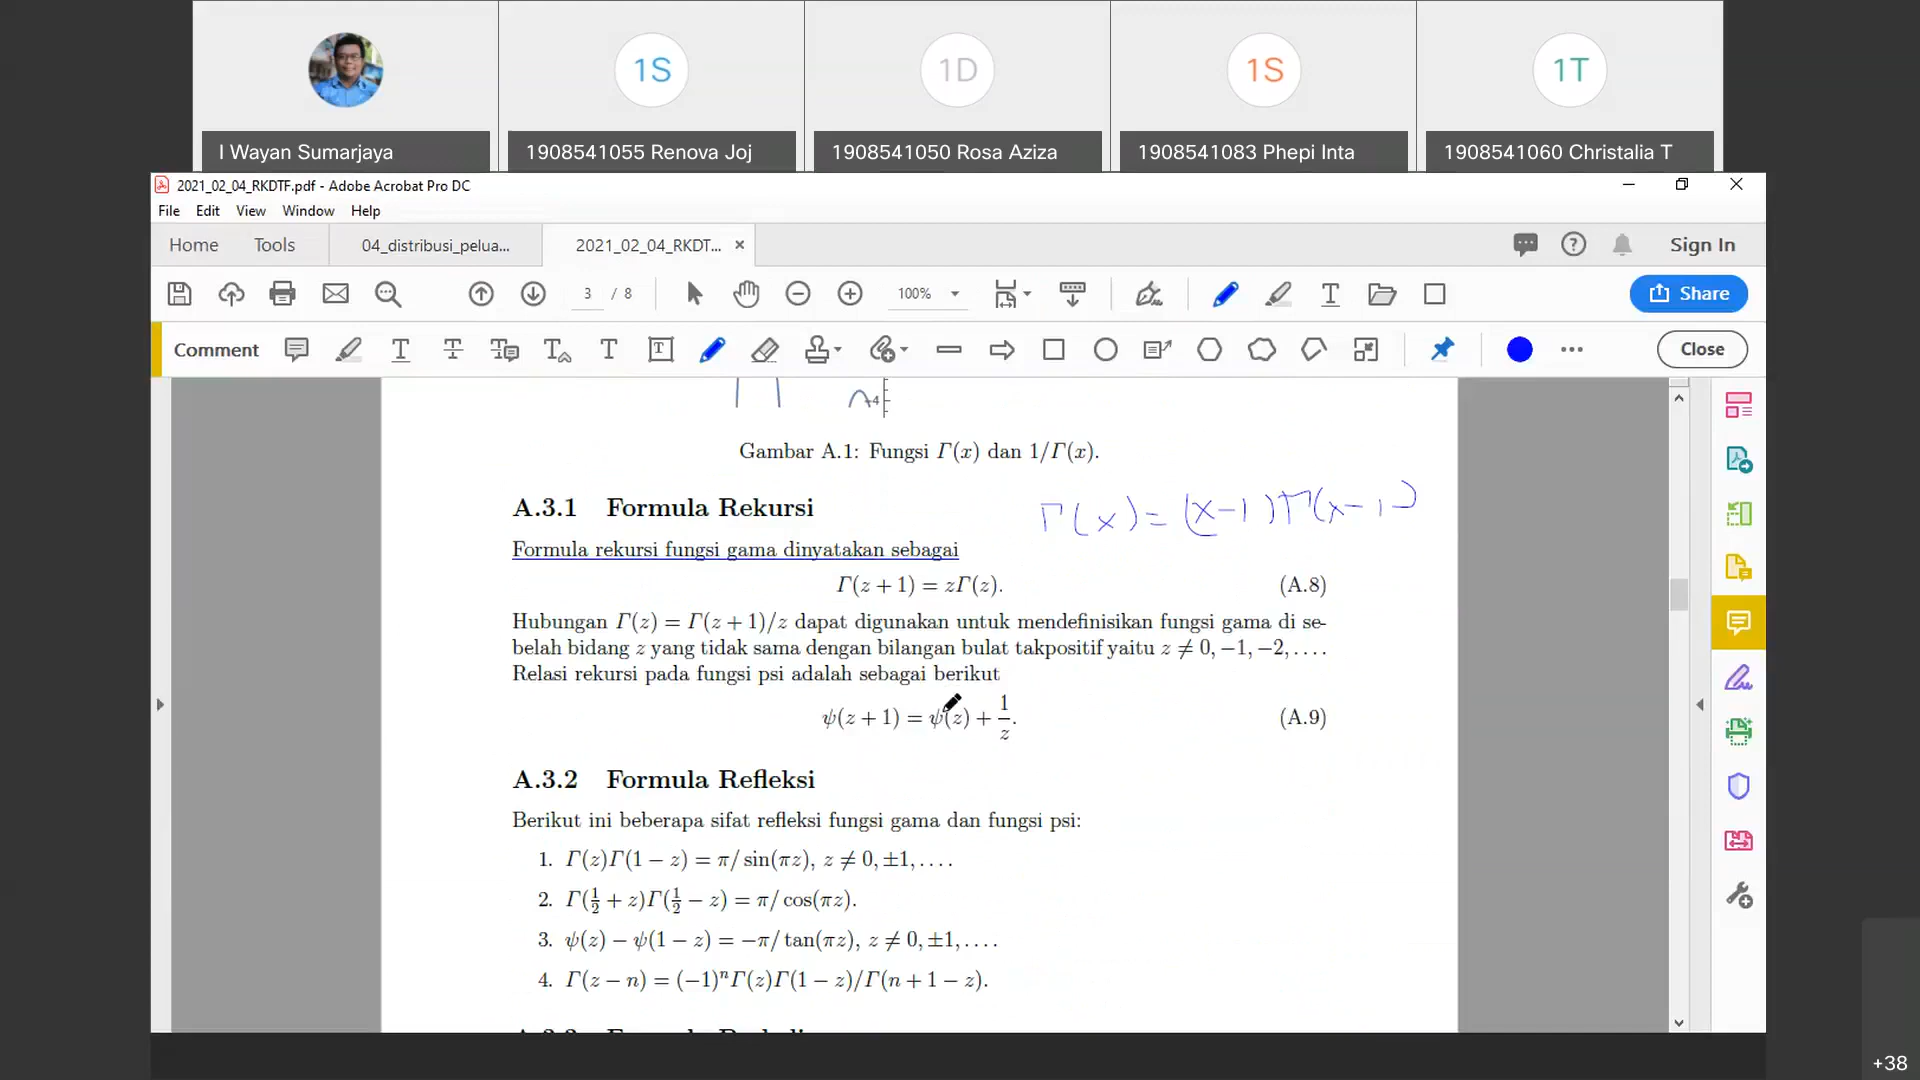 1S
1D
1S
1T
I Wayan Sumarjaya
1908541055 Renova Joj
1908541050 Rosa Aziza
1908541083 Phepi Inta
1908541060 Christalia T
2021_02_04_RKDTF.pdf - Adobe Acrobat Pro DC
File Edit View Window Help
Home Tools 04_distribusi_pelua... 2021_02_04_RKDT... × Sign In
3 / 8 100% Share
Comment Close
-4
Gambar A.1: Fungsi Γ(x) dan 1/Γ(x).
A.3.1 Formula Rekursi
Γ(x) = (x-1)Γ(x-1)
Formula rekursi fungsi gama dinyatakan sebagai
Γ(z + 1) = zΓ(z). (A.8)
Hubungan Γ(z) = Γ(z + 1)/z dapat digunakan untuk mendefinisikan fungsi gama di se-
belah bidang z yang tidak sama dengan bilangan bulat takpositif yaitu z ≠ 0, −1, −2, . . . .
Relasi rekursi pada fungsi psi adalah sebagai berikut
ψ(z + 1) = ψ(z) + 1/z. (A.9)
A.3.2 Formula Refleksi
Berikut ini beberapa sifat refleksi fungsi gama dan fungsi psi:
1. Γ(z)Γ(1 − z) = π/ sin(πz), z ≠ 0, ±1, . . . .
2. Γ(1/2 + z)Γ(1/2 − z) = π/ cos(πz).
3. ψ(z) − ψ(1 − z) = −π/ tan(πz), z ≠ 0, ±1, . . . .
4. Γ(z − n) = (−1)ⁿΓ(z)Γ(1 − z)/Γ(n + 1 − z).
+38